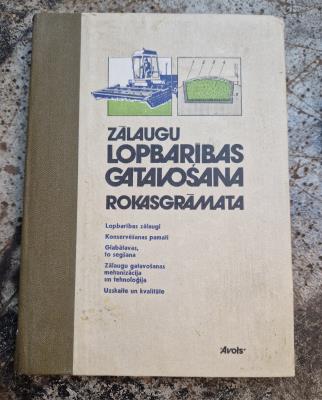 ZĀLAUGU
LOPBARĪBAS
GATAVOŠANA
ROKASGRĀMATA
Lopbarības zālaugi
Konservēšanas pamati
Glabātavas,
to segšana
Zālaugu gatavošanas
mehanizācija
un tehnoloģija
Uzskaite un kvalitāte
Avots